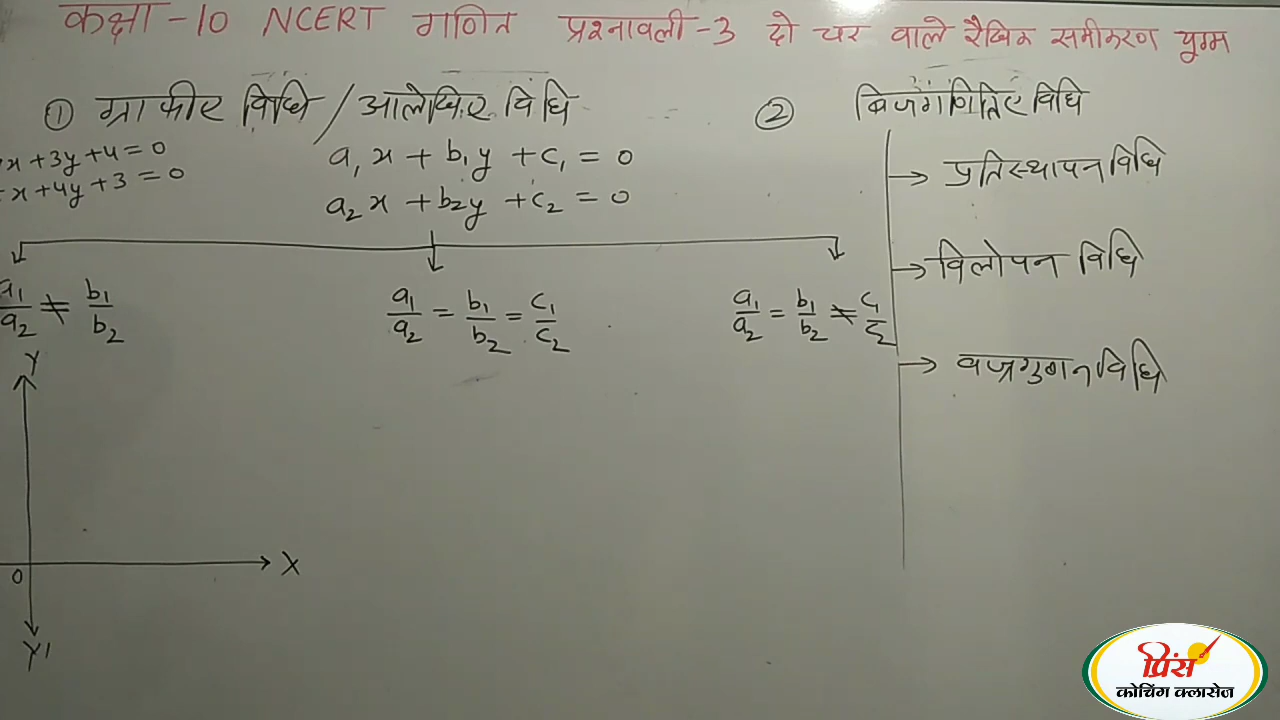 कक्षा -10 NCERT गणित प्रश्नावली -3 दो चर वाले रैखिक समीकरण युग्म
① ग्राफीए विधि / आलेखिए विधि
② बिजगणितिए विधि
x + 3y + 4 = 0
x + 4y + 3 = 0
a₁x + b₁y + c₁ = 0
a₂x + b₂y + c₂ = 0
→ प्रतिस्थापन विधि
→ विलोपन विधि
→ वज्रगुणन विधि
a₁/a₂ ≠ b₁/b₂
a₁/a₂ = b₁/b₂ = c₁/c₂
a₁/a₂ = b₁/b₂ ≠ c₁/c₂
Y
X
0
Y'
प्रिंस
कोचिंग क्लासेज